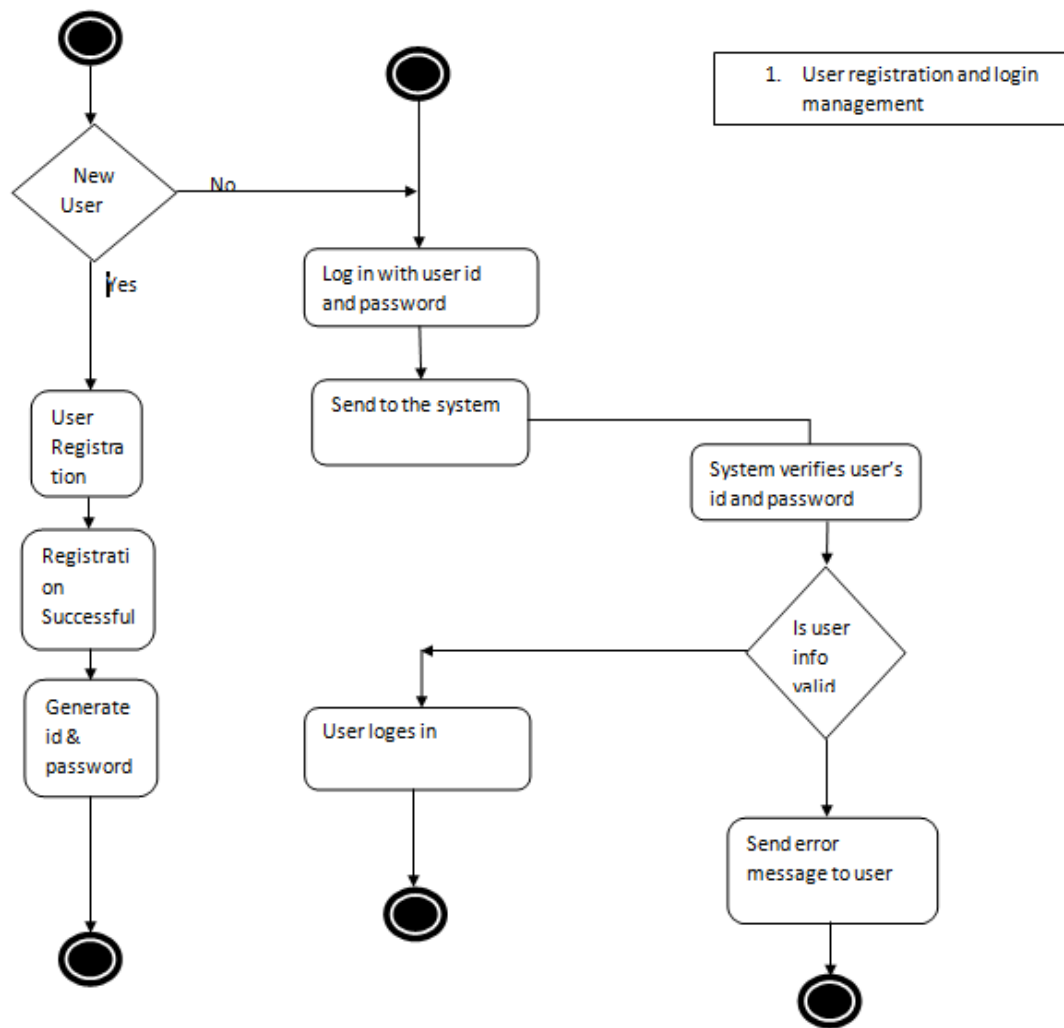 1. User registration and login
management
New
User
No
Yes
Log in with user id
and password
Send to the system
User
Registra
tion
System verifies user's
id and password
Registrati
on
Successful
Is user
info
valid
Generate
id &
password
User loges in
Send error
message to user